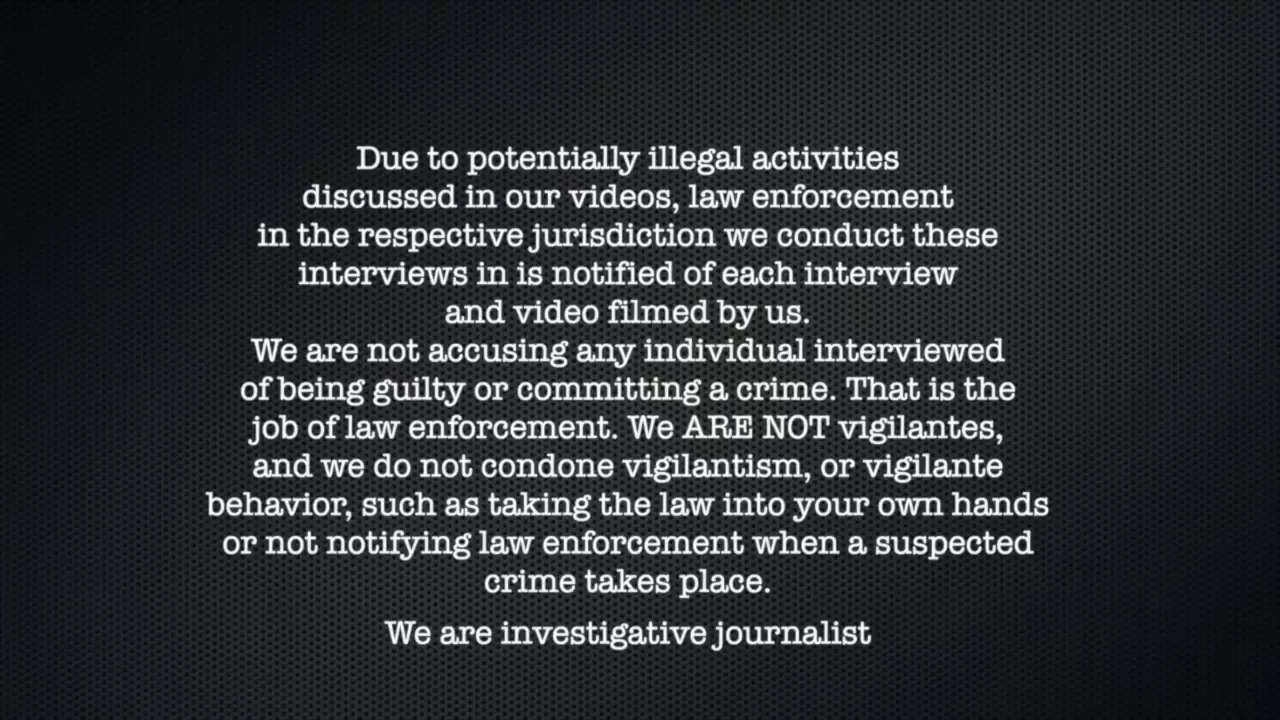 Due to potentially illegal activities
discussed in our videos, law enforcement
in the respective jurisdiction we conduct these
interviews in is notified of each interview
and video filmed by us.
We are not accusing any individual interviewed
of being guilty or committing a crime. That is the
job of law enforcement. We ARE NOT vigilantes,
and we do not condone vigilantism, or vigilante
behavior, such as taking the law into your own hands
or not notifying law enforcement when a suspected
crime takes place.
We are investigative journalist